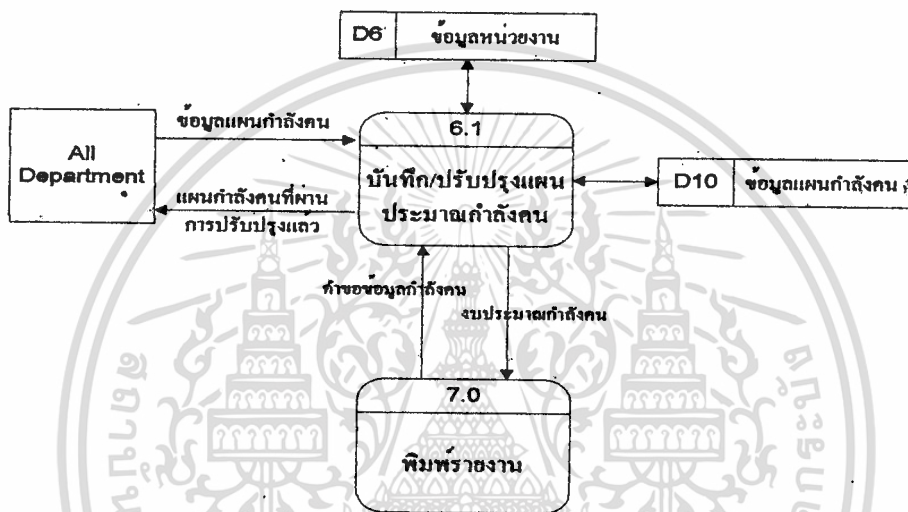 D6 ข้อมูลหน่วยงาน
ข้อมูลแผนกำลังคน
All
Department
6.1
บันทึก/ปรับปรุงแผน
ประมาณกำลังคน
D10 ข้อมูลแผนกำลังคน
แผนกำลังคนที่ผ่าน
การปรับปรุงแล้ว
คำขอข้อมูลกำลังคน
งบประมาณกำลังคน
7.0
พิมพ์รายงาน